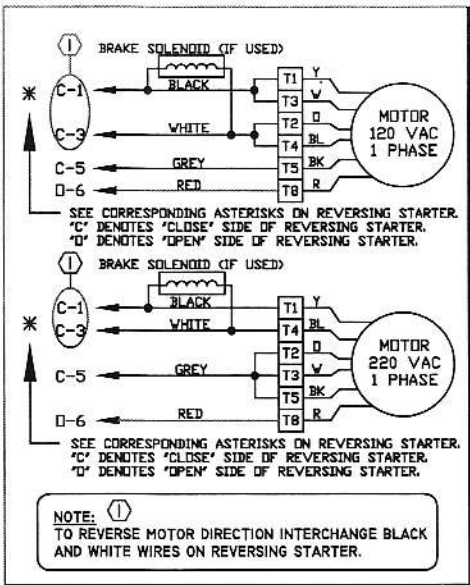 1 BRAKE SOLENOID (IF USED)
* C-1 BLACK T1 Y
T3 W
C-3 WHITE T2 O
T4 BL
C-5 GREY T5 BK
O-6 RED T8 R
MOTOR
120 VAC
1 PHASE
SEE CORRESPONDING ASTERISKS ON REVERSING STARTER.
"C" DENOTES "CLOSE" SIDE OF REVERSING STARTER.
"O" DENOTES "OPEN" SIDE OF REVERSING STARTER.
1 BRAKE SOLENOID (IF USED)
C-1 BLACK T1 Y
* C-3 WHITE T4 BL
T2 O
C-5 GREY T3 W
T5 BK
O-6 RED T8 R
MOTOR
220 VAC
1 PHASE
SEE CORRESPONDING ASTERISKS ON REVERSING STARTER.
"C" DENOTES "CLOSE" SIDE OF REVERSING STARTER.
"O" DENOTES "OPEN" SIDE OF REVERSING STARTER.
NOTE: 1
TO REVERSE MOTOR DIRECTION INTERCHANGE BLACK
AND WHITE WIRES ON REVERSING STARTER.